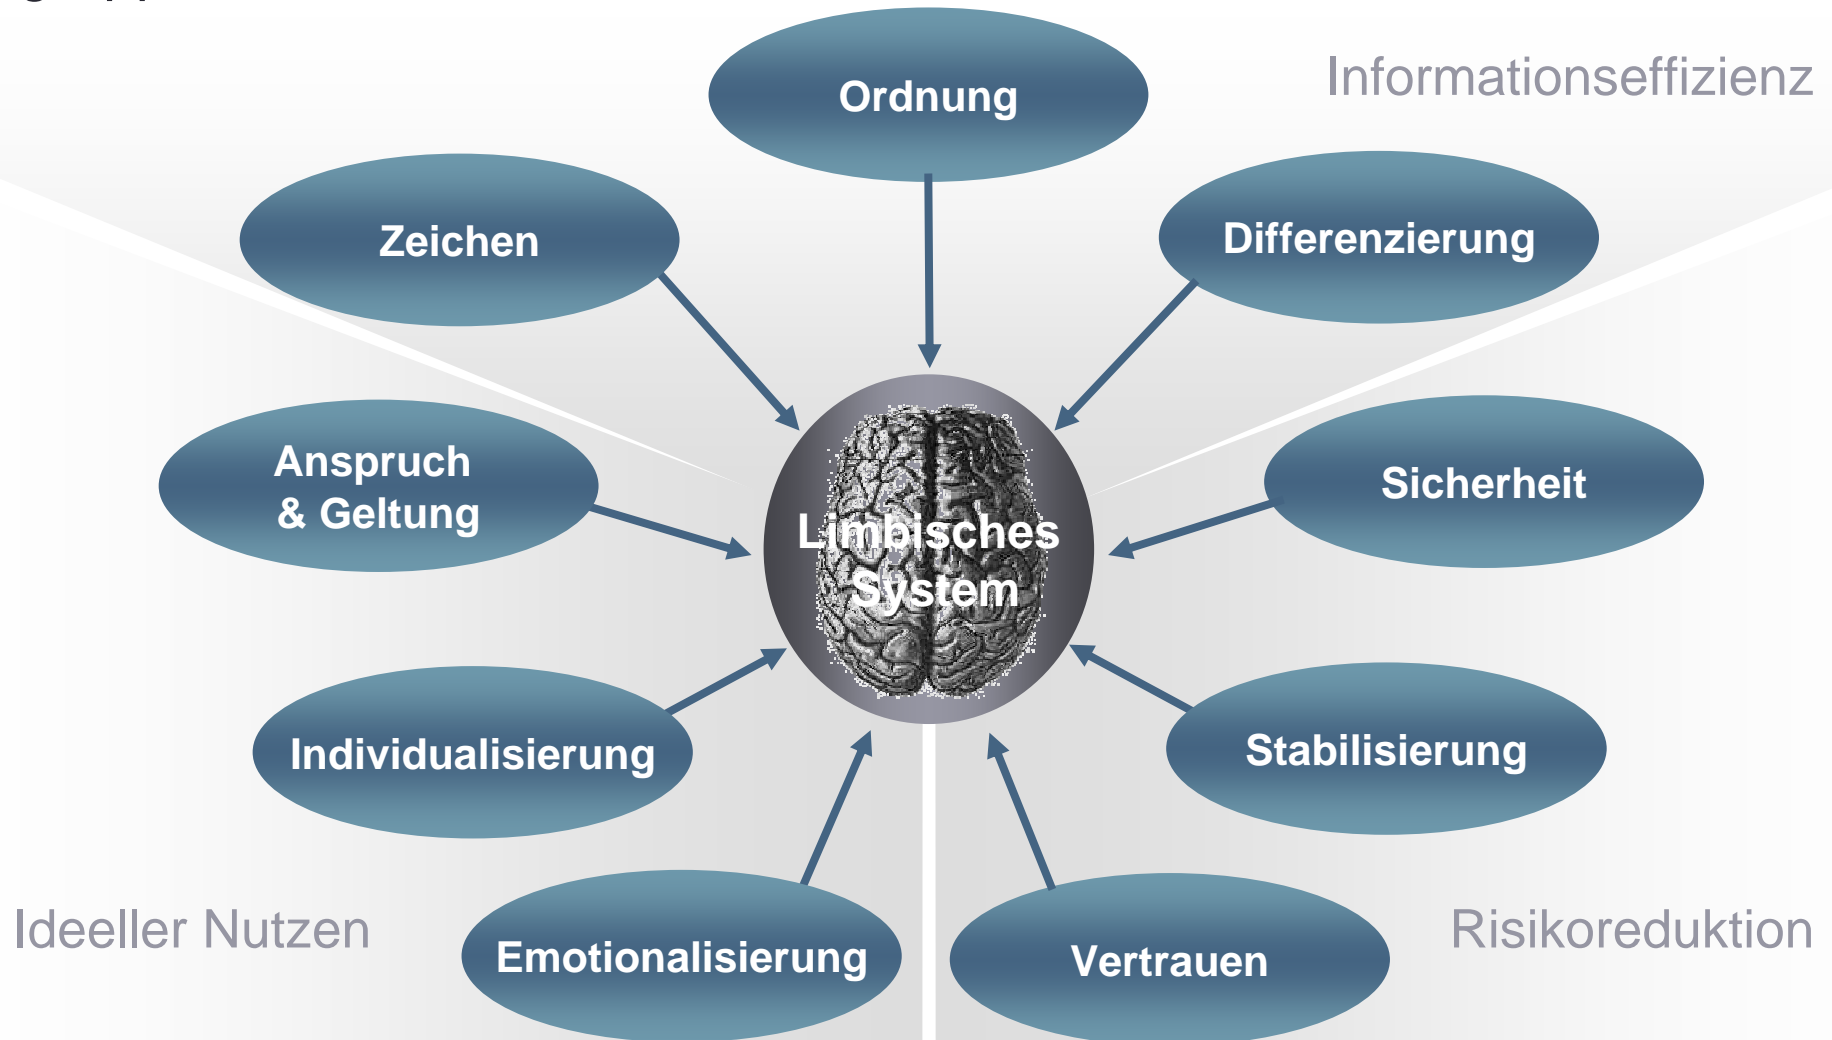 Ordnung
Informationseffizienz
Zeichen
Differenzierung
Anspruch
& Geltung
Sicherheit
Limbisches
System
Individualisierung
Stabilisierung
Ideeller Nutzen
Emotionalisierung
Vertrauen
Risikoreduktion